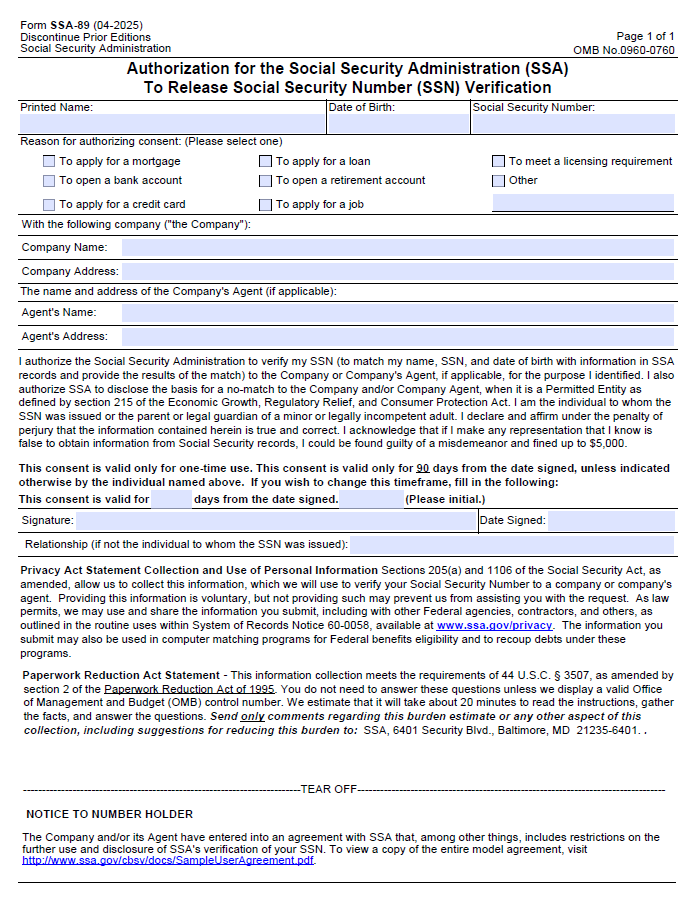 Form SSA-89 (04-2025)
Discontinue Prior Editions
Social Security Administration
Page 1 of 1
OMB No.0960-0760
Authorization for the Social Security Administration (SSA)
To Release Social Security Number (SSN) Verification
Printed Name: Date of Birth: Social Security Number:
Reason for authorizing consent: (Please select one)
To apply for a mortgage To apply for a loan To meet a licensing requirement
To open a bank account To open a retirement account Other
To apply for a credit card To apply for a job
With the following company ("the Company"):
Company Name:
Company Address:
The name and address of the Company's Agent (if applicable):
Agent's Name:
Agent's Address:
I authorize the Social Security Administration to verify my SSN (to match my name, SSN, and date of birth with information in SSA
records and provide the results of the match) to the Company or Company's Agent, if applicable, for the purpose I identified. I also
authorize SSA to disclose the basis for a no-match to the Company and/or Company Agent, when it is a Permitted Entity as
defined by section 215 of the Economic Growth, Regulatory Relief, and Consumer Protection Act. I am the individual to whom the
SSN was issued or the parent or legal guardian of a minor or legally incompetent adult. I declare and affirm under the penalty of
perjury that the information contained herein is true and correct. I acknowledge that if I make any representation that I know is
false to obtain information from Social Security records, I could be found guilty of a misdemeanor and fined up to $5,000.
This consent is valid only for one-time use. This consent is valid only for 90 days from the date signed, unless indicated
otherwise by the individual named above. If you wish to change this timeframe, fill in the following:
This consent is valid for days from the date signed. (Please initial.)
Signature: Date Signed:
Relationship (if not the individual to whom the SSN was issued):
Privacy Act Statement Collection and Use of Personal Information Sections 205(a) and 1106 of the Social Security Act, as
amended, allow us to collect this information, which we will use to verify your Social Security Number to a company or company's
agent. Providing this information is voluntary, but not providing such may prevent us from assisting you with the request. As law
permits, we may use and share the information you submit, including with other Federal agencies, contractors, and others, as
outlined in the routine uses within System of Records Notice 60-0058, available at www.ssa.gov/privacy. The information you
submit may also be used in computer matching programs for Federal benefits eligibility and to recoup debts under these
programs.
Paperwork Reduction Act Statement - This information collection meets the requirements of 44 U.S.C. § 3507, as amended by
section 2 of the Paperwork Reduction Act of 1995. You do not need to answer these questions unless we display a valid Office
of Management and Budget (OMB) control number. We estimate that it will take about 20 minutes to read the instructions, gather
the facts, and answer the questions. Send only comments regarding this burden estimate or any other aspect of this
collection, including suggestions for reducing this burden to: SSA, 6401 Security Blvd., Baltimore, MD 21235-6401. .
---TEAR OFF---
NOTICE TO NUMBER HOLDER
The Company and/or its Agent have entered into an agreement with SSA that, among other things, includes restrictions on the
further use and disclosure of SSA's verification of your SSN. To view a copy of the entire model agreement, visit
http://www.ssa.gov/cbsv/docs/SampleUserAgreement.pdf.